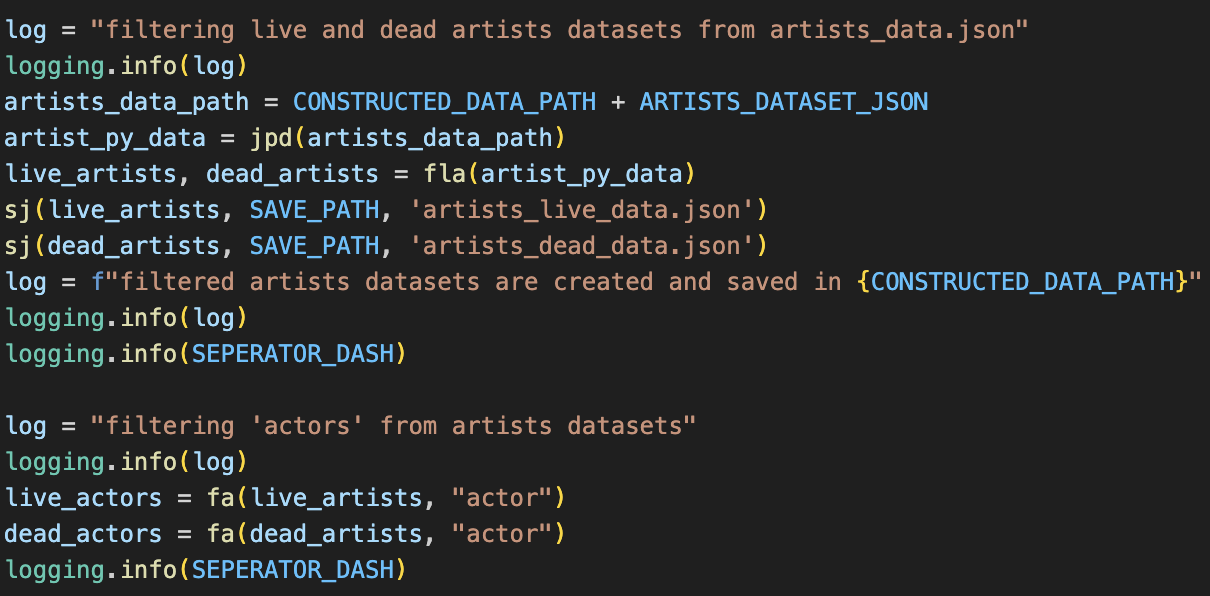 log = "filtering live and dead artists datasets from artists_data.json"
logging.info(log)
artists_data_path = CONSTRUCTED_DATA_PATH + ARTISTS_DATASET_JSON
artist_py_data = jpd(artists_data_path)
live_artists, dead_artists = fla(artist_py_data)
sj(live_artists, SAVE_PATH, 'artists_live_data.json')
sj(dead_artists, SAVE_PATH, 'artists_dead_data.json')
log = f"filtered artists datasets are created and saved in {CONSTRUCTED_DATA_PATH}"
logging.info(log)
logging.info(SEPERATOR_DASH)

log = "filtering 'actors' from artists datasets"
logging.info(log)
live_actors = fa(live_artists, "actor")
dead_actors = fa(dead_artists, "actor")
logging.info(SEPERATOR_DASH)